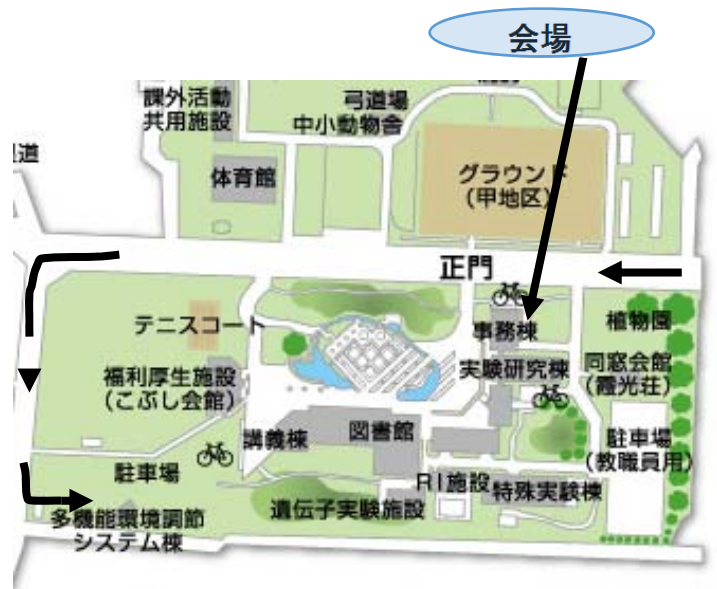 会場
課外活動
共用施設
弓道場
中小動物舎
道
体育館
グラウンド
(甲地区)
正門
テニスコート
事務棟
植物園
福利厚生施設
(こぶし会館)
実験研究棟
同窓会館
(霞光荘)
講義棟
図書館
駐車場
(教職員用)
駐車場
RI施設
特殊実験棟
遺伝子実験施設
多機能環境調節
システム棟